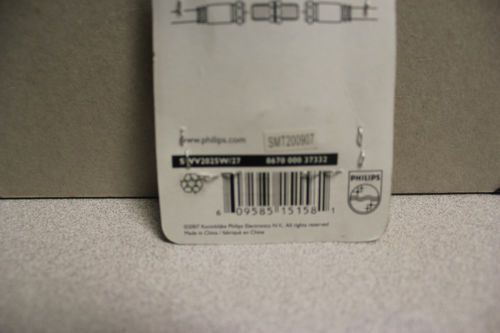 www.philips.com
SMT200907
SWV2025W/27
8670 000 37332
PHILIPS
6 09585 15158 1
©2007 Koninklijke Philips Electronics N.V., All rights reserved
Made in China / fabriqué en Chine